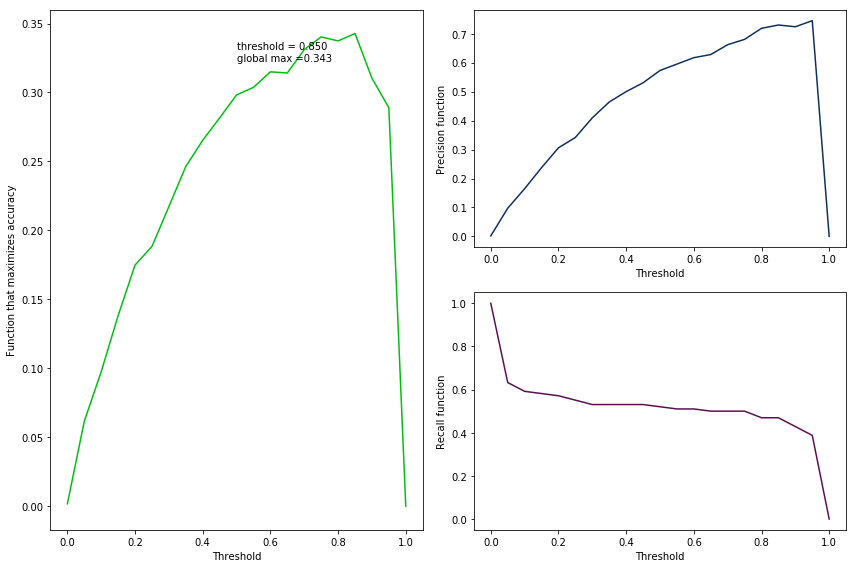 threshold = 0.850
global max =0.343
Function that maximizes accuracy
0.35
0.30
0.25
0.20
0.15
0.10
0.05
0.00
0.0 0.2 0.4 0.6 0.8 1.0
Threshold
Precision function
0.7
0.6
0.5
0.4
0.3
0.2
0.1
0.0
0.0 0.2 0.4 0.6 0.8 1.0
Threshold
Recall function
1.0
0.8
0.6
0.4
0.2
0.0
0.0 0.2 0.4 0.6 0.8 1.0
Threshold